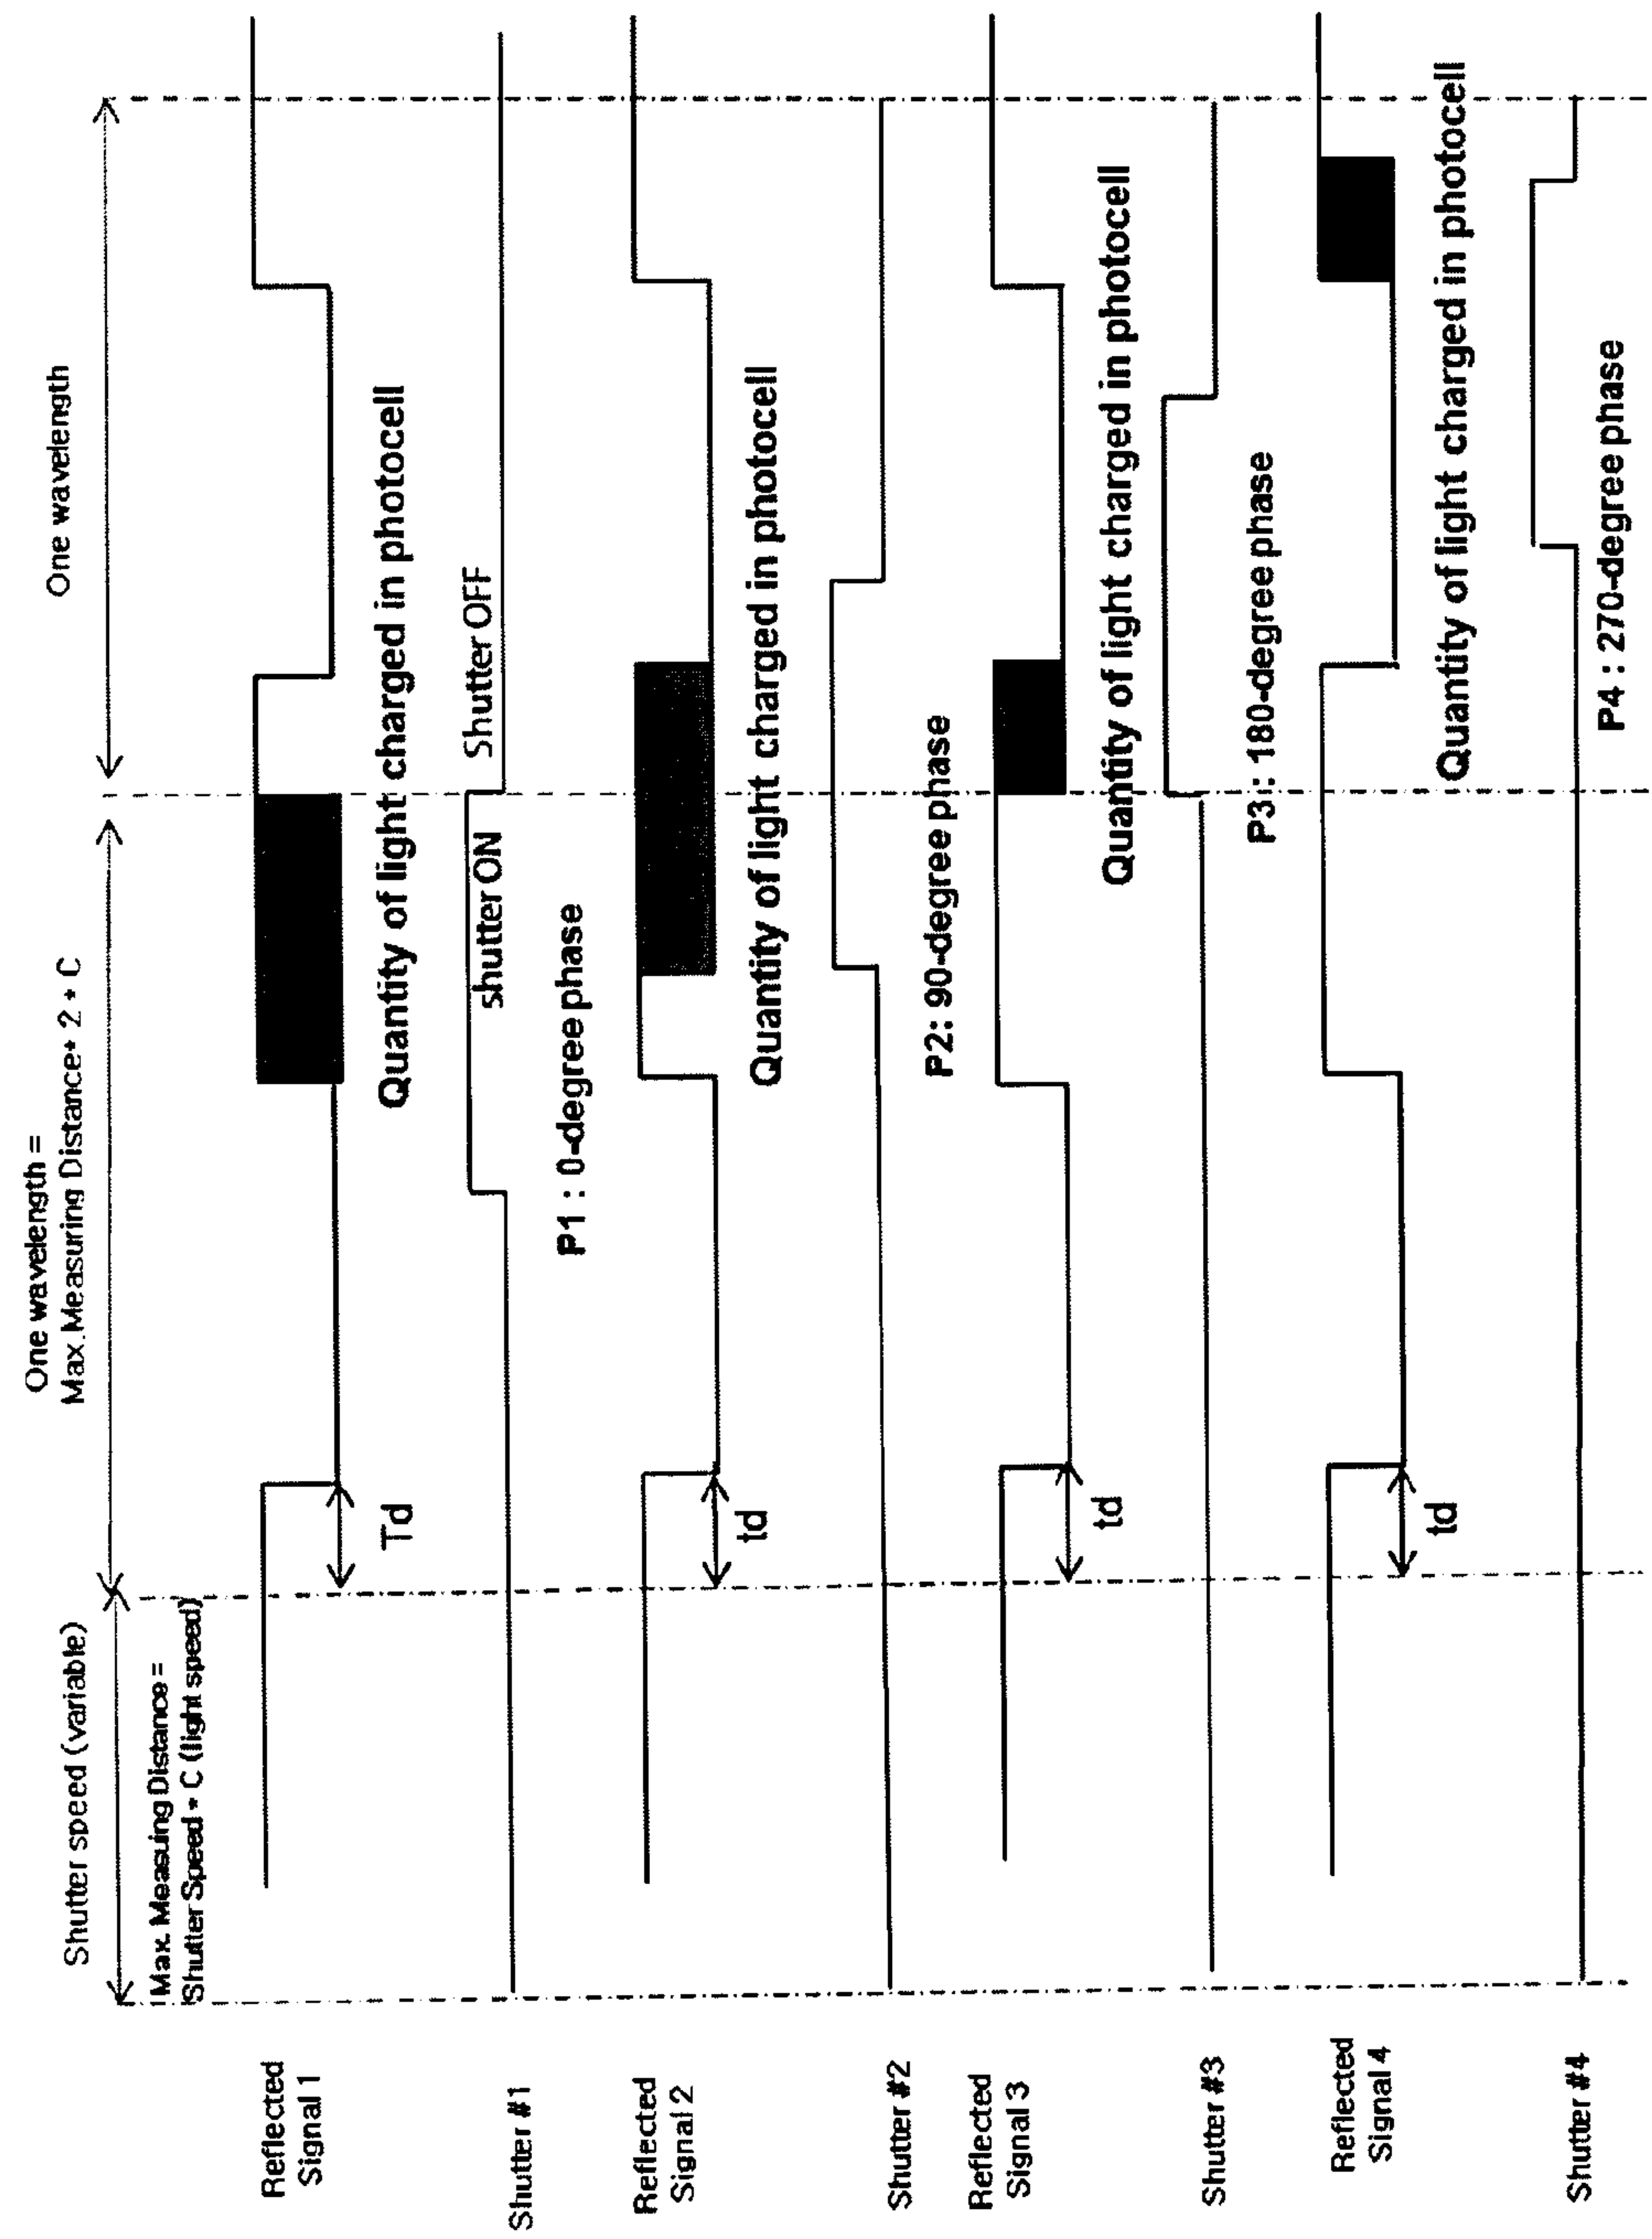 Shutter speed (variable)
One wavelength =
Max. Measuring Distance* 2 * C
One wavelength
Max. Measuring Distance =
Shutter Speed * C (light speed)
Reflected
Signal 1
Td
Quantity of light charged in photocell
Shutter #1
shutter ON
Shutter OFF
P1 : 0-degree phase
Reflected
Signal 2
td
Quantity of light charged in photocell
Shutter #2
P2: 90-degree phase
Reflected
Signal 3
td
Quantity of light charged in photocell
Shutter #3
P3 : 180-degree phase
Reflected
Signal 4
td
Quantity of light charged in photocell
Shutter #4
P4 : 270-degree phase